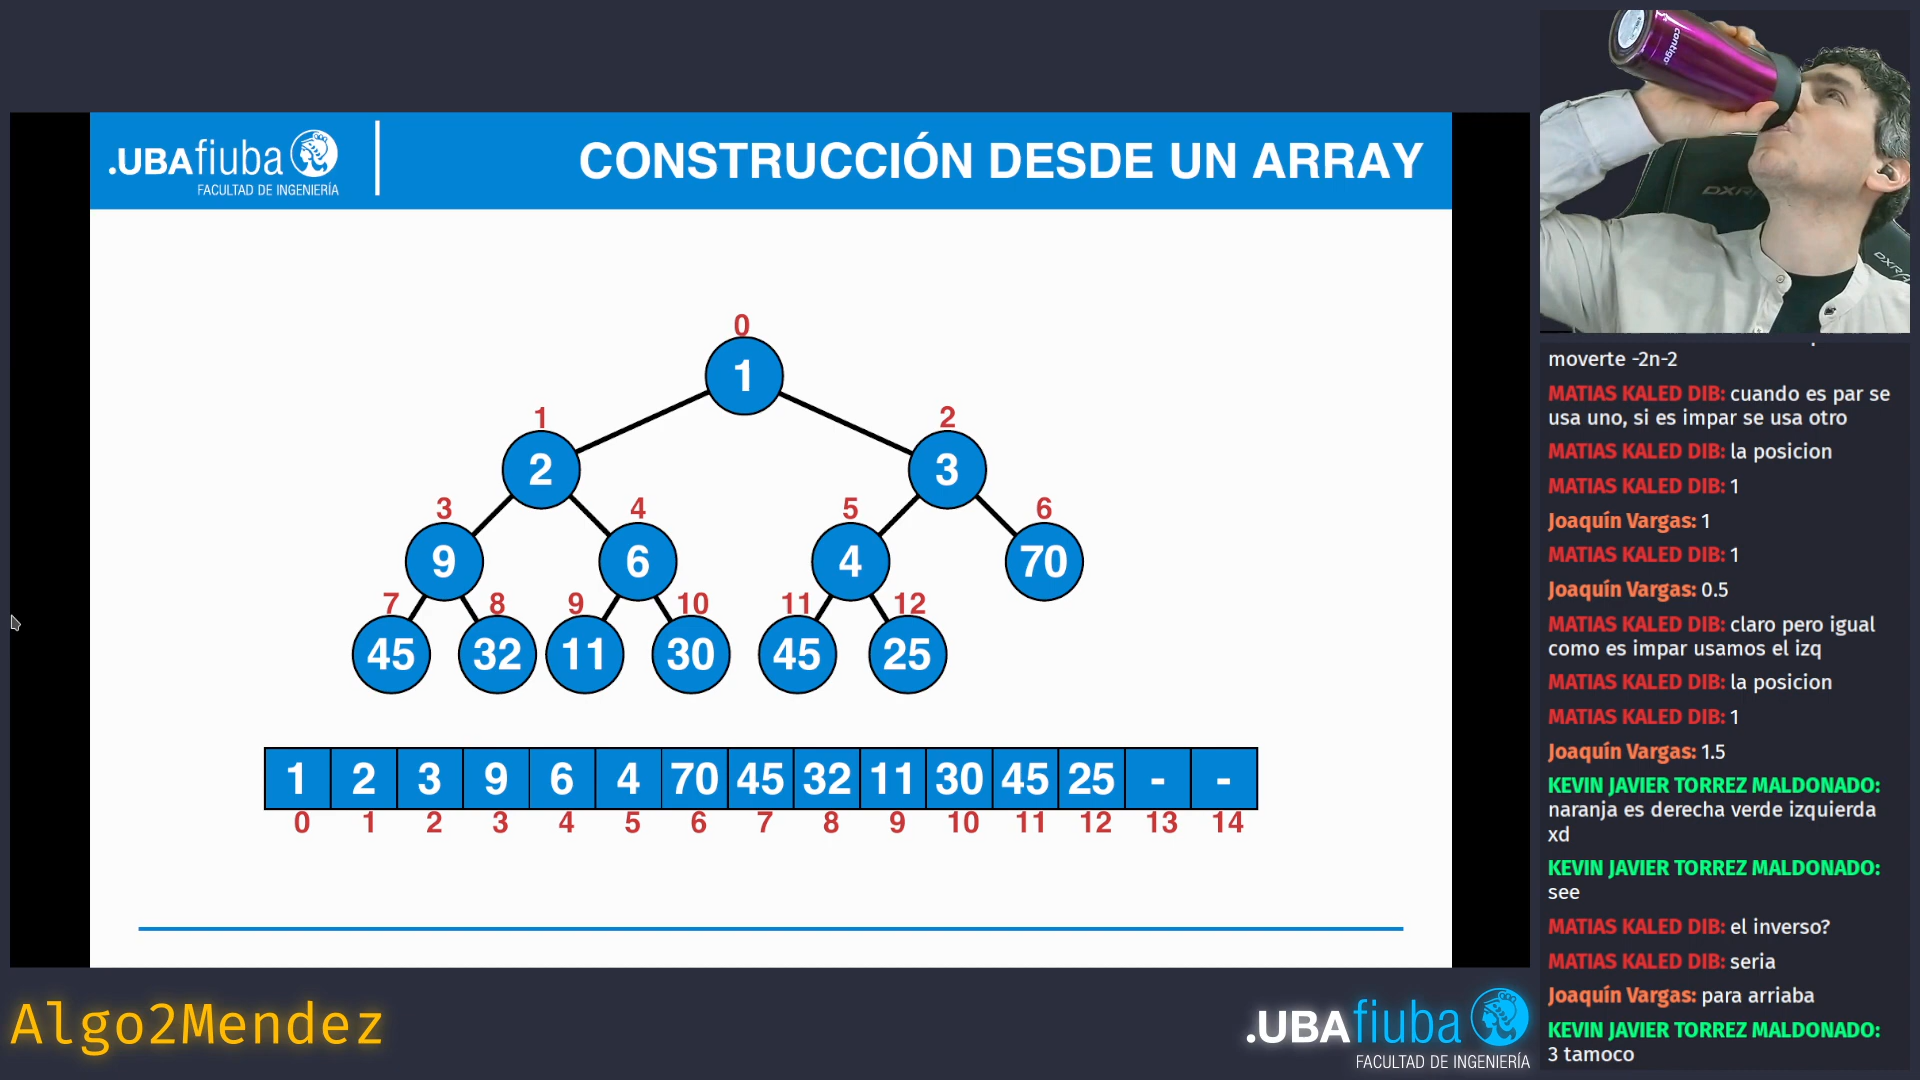 .UBAfiuba
FACULTAD DE INGENIERÍA
CONSTRUCCIÓN DESDE UN ARRAY
0
1
1
2
2
3
3
4
5
6
9
6
4
70
7
8
9
10
11
12
45
32
11
30
45
25
1 2 3 9 6 4 70 45 32 11 30 45 25 - -
0 1 2 3 4 5 6 7 8 9 10 11 12 13 14
Algo2Mendez
.UBAfiuba
FACULTAD DE INGENIERÍA
contigo
DXR
DXRA
moverte -2n-2
MATIAS KALED DIB: cuando es par se
usa uno, si es impar se usa otro
MATIAS KALED DIB: la posicion
MATIAS KALED DIB: 1
Joaquín Vargas: 1
MATIAS KALED DIB: 1
Joaquín Vargas: 0.5
MATIAS KALED DIB: claro pero igual
como es impar usamos el izq
MATIAS KALED DIB: la posicion
MATIAS KALED DIB: 1
Joaquín Vargas: 1.5
KEVIN JAVIER TORREZ MALDONADO:
naranja es derecha verde izquierda
xd
KEVIN JAVIER TORREZ MALDONADO:
see
MATIAS KALED DIB: el inverso?
MATIAS KALED DIB: seria
Joaquín Vargas: para arriaba
KEVIN JAVIER TORREZ MALDONADO:
3 tamoco